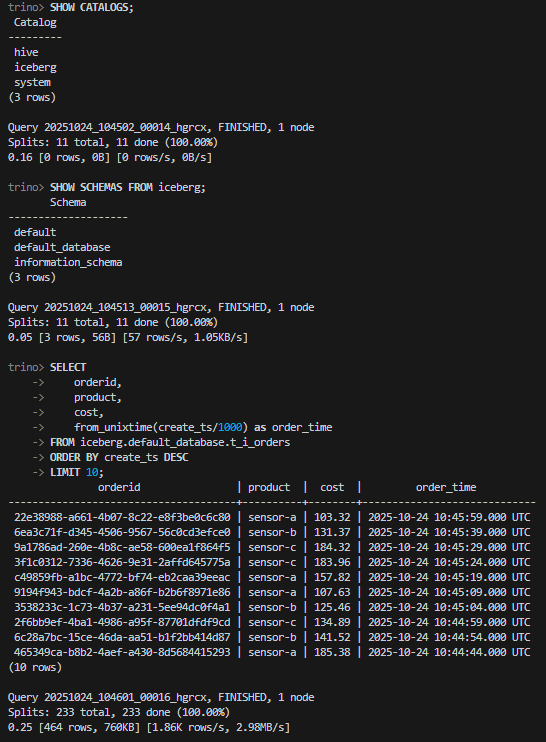 trino> SHOW CATALOGS;
 Catalog
---------
 hive
 iceberg
 system
(3 rows)

Query 20251024_104502_00014_hgrcx, FINISHED, 1 node
Splits: 11 total, 11 done (100.00%)
0.16 [0 rows, 0B] [0 rows/s, 0B/s]

trino> SHOW SCHEMAS FROM iceberg;
       Schema
--------------------
 default
 default_database
 information_schema
(3 rows)

Query 20251024_104513_00015_hgrcx, FINISHED, 1 node
Splits: 11 total, 11 done (100.00%)
0.05 [3 rows, 56B] [57 rows/s, 1.05KB/s]

trino> SELECT
    ->     orderid,
    ->     product,
    ->     cost,
    ->     from_unixtime(create_ts/1000) as order_time
    -> FROM iceberg.default_database.t_i_orders
    -> ORDER BY create_ts DESC
    -> LIMIT 10;
               orderid                | product  |  cost  |         order_time
--------------------------------------+----------+--------+-----------------------------
 22e38988-a661-4b07-8c22-e8f3be0c6c80 | sensor-a | 103.32 | 2025-10-24 10:45:59.000 UTC
 6ea3c71f-d345-4506-9567-56c0cd3efce0 | sensor-b | 131.37 | 2025-10-24 10:45:39.000 UTC
 9a1786ad-260e-4b8c-ae58-600ea1f864f5 | sensor-c | 184.32 | 2025-10-24 10:45:29.000 UTC
 3f1c0312-7336-4626-9e31-2affd645775a | sensor-c | 183.96 | 2025-10-24 10:45:24.000 UTC
 c49859fb-a1bc-4772-bf74-eb2caa39eeac | sensor-a | 157.82 | 2025-10-24 10:45:19.000 UTC
 9194f943-bdcf-4a2b-a86f-b2b6f8971e86 | sensor-a | 107.63 | 2025-10-24 10:45:09.000 UTC
 3538233c-1c73-4b37-a231-5ee94dc0f4a1 | sensor-b | 125.46 | 2025-10-24 10:45:04.000 UTC
 2f6bb9ef-4ba1-4986-a95f-87701dfdf9cd | sensor-c | 134.89 | 2025-10-24 10:44:59.000 UTC
 6c28a7bc-15ce-46da-aa51-b1f2bb414d87 | sensor-b | 141.52 | 2025-10-24 10:44:54.000 UTC
 465349ca-b8b2-4aef-a430-8d5684415293 | sensor-a | 185.38 | 2025-10-24 10:44:44.000 UTC
(10 rows)

Query 20251024_104601_00016_hgrcx, FINISHED, 1 node
Splits: 233 total, 233 done (100.00%)
0.25 [464 rows, 760KB] [1.86K rows/s, 2.98MB/s]